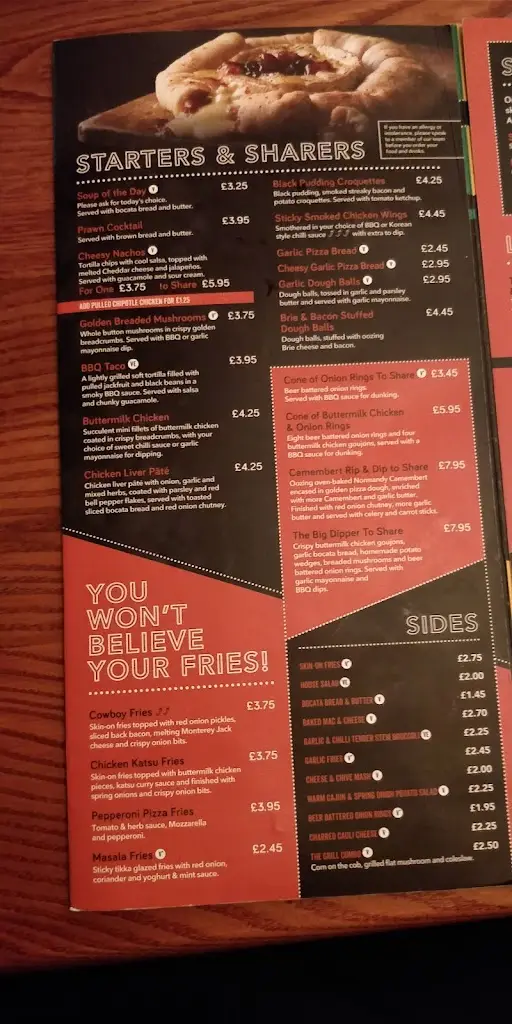 If you have an allergy or
intolerance, please speak
to a member of our team
before you order your
food and drinks.
STARTERS & SHARERS
Soup of the Day V £3.25
Please ask for today's choice.
Served with bocata bread and butter.
Prawn Cocktail £3.95
Served with brown bread and butter.
Cheesy Nachos V
Tortilla chips with cool salsa, topped with
melted Cheddar cheese and jalapeños.
Served with guacamole and sour cream.
For One £3.75 to Share £5.95
ADD PULLED CHIPOTLE CHICKEN FOR £1.25
Golden Breaded Mushrooms V £3.75
Whole button mushrooms in crispy golden
breadcrumbs. Served with BBQ or garlic
mayonnaise dip.
BBQ Taco VE £3.95
A lightly grilled soft tortilla filled with
pulled jackfruit and black beans in a
smoky BBQ sauce. Served with salsa
and chunky guacamole.
Buttermilk Chicken £4.25
Succulent mini fillets of buttermilk chicken
coated in crispy breadcrumbs, with your
choice of sweet chilli sauce or garlic
mayonnaise for dipping.
Chicken Liver Pâté £4.25
Chicken liver pâté with onion, garlic and
mixed herbs, coated with parsley and red
bell pepper flakes, served with toasted
sliced bocata bread and red onion chutney.
Black Pudding Croquettes £4.25
Black pudding, smoked streaky bacon and
potato croquettes. Served with tomato ketchup.
Sticky Smoked Chicken Wings £4.45
Smothered in your choice of BBQ or Korean
style chilli sauce with extra to dip.
Garlic Pizza Bread V £2.45
Cheesy Garlic Pizza Bread V £2.95
Garlic Dough Balls V £2.95
Dough balls, tossed in garlic and parsley
butter and served with garlic mayonnaise.
Brie & Bacon Stuffed
Dough Balls £4.45
Dough balls, stuffed with oozing
Brie cheese and bacon.
Cone of Onion Rings To Share V £3.45
Beer battered onion rings.
Served with BBQ sauce for dunking.
Cone of Buttermilk Chicken
& Onion Rings £5.95
Eight beer battered onion rings and four
buttermilk chicken goujons, served with a
BBQ sauce for dunking.
Camembert Rip & Dip to Share £7.95
Oozing oven-baked Normandy Camembert
encased in golden pizza dough, enriched
with more Camembert and garlic butter.
Finished with red onion chutney, more garlic
butter and served with celery and carrot sticks.
The Big Dipper To Share £7.95
Crispy buttermilk chicken goujons,
garlic bocata bread, homemade potato
wedges, breaded mushrooms and beer
battered onion rings. Served with
garlic mayonnaise and
BBQ dips.
YOU
WON'T
BELIEVE
YOUR FRIES!
Cowboy Fries £3.75
Skin-on fries topped with red onion pickles,
sliced back bacon, melting Monterey Jack
cheese and crispy onion bits.
Chicken Katsu Fries £3.75
Skin-on fries topped with buttermilk chicken
pieces, katsu curry sauce and finished with
spring onions and crispy onion bits.
Pepperoni Pizza Fries £3.95
Tomato & herb sauce, Mozzarella
and pepperoni.
Masala Fries V £2.45
Sticky tikka glazed fries with red onion,
coriander and yoghurt & mint sauce.
SIDES
SKIN-ON FRIES V £2.75
HOUSE SALAD VE £2.00
BOCATA BREAD & BUTTER V £1.45
BAKED MAC & CHEESE V £2.70
GARLIC & CHILLI TENDER STEM BROCCOLI VE £2.25
GARLIC FRIES V £2.45
CHEESE & CHIVE MASH V £2.00
WARM CAJUN & SPRING ONION POTATO SALAD V £2.25
BEER BATTERED ONION RINGS V £1.95
CHARRED CAULI CHEESE V £2.25
THE GRILL COMBO V £2.50
Corn on the cob, grilled flat mushroom and coleslaw.